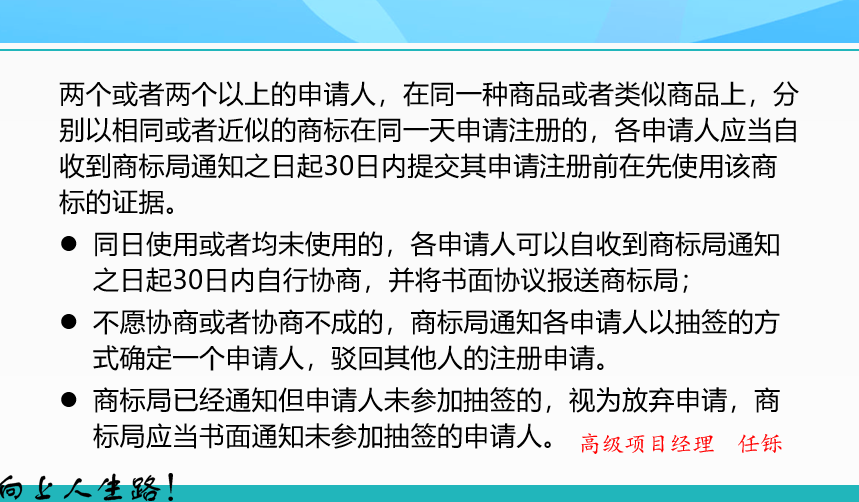 两个或者两个以上的申请人，在同一种商品或者类似商品上，分
别以相同或者近似的商标在同一天申请注册的，各申请人应当自
收到商标局通知之日起30日内提交其申请注册前在先使用该商
标的证据。
● 同日使用或者均未使用的，各申请人可以自收到商标局通知
之日起30日内自行协商，并将书面协议报送商标局；
● 不愿协商或者协商不成的，商标局通知各申请人以抽签的方
式确定一个申请人，驳回其他人的注册申请。
● 商标局已经通知但申请人未参加抽签的，视为放弃申请，商
标局应当书面通知未参加抽签的申请人。
高级项目经理 任铄
向上人生路！